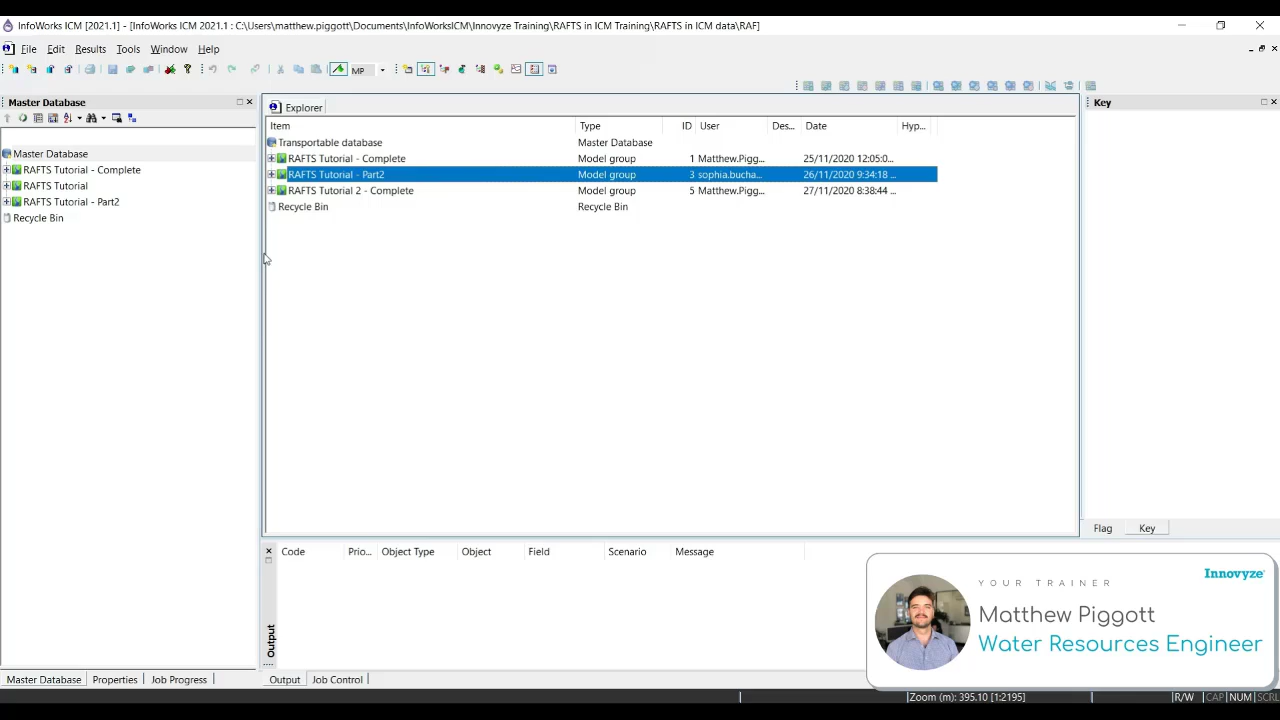 InfoWorks ICM [2021.1] - [InfoWorks ICM 2021.1 : C:\Users\matthew.piggott\Documents\InfoWorksICM\Innovyze Training\RAFTS in ICM Training\RAFTS in ICM data\RAF]
File Edit Results Tools Window Help
MP
Master Database
Master Database
RAFTS Tutorial - Complete
RAFTS Tutorial
RAFTS Tutorial - Part2
Recycle Bin
Explorer
Item Type ID User Des... Date Hyp...
Transportable database Master Database
RAFTS Tutorial - Complete Model group 1 Matthew.Pigg... 25/11/2020 12:05:0...
RAFTS Tutorial - Part2 Model group 3 sophia.bucha... 26/11/2020 9:34:18 ...
RAFTS Tutorial 2 - Complete Model group 5 Matthew.Pigg... 27/11/2020 8:38:44 ...
Recycle Bin Recycle Bin
Key
Flag Key
Code Prio... Object Type Object Field Scenario Message
Output
Innovyze
YOUR TRAINER
Matthew Piggott
Water Resources Engineer
Master Database Properties Job Progress
Output Job Control
Zoom (m): 395.10 [1:2195] R/W CAP NUM SCRL